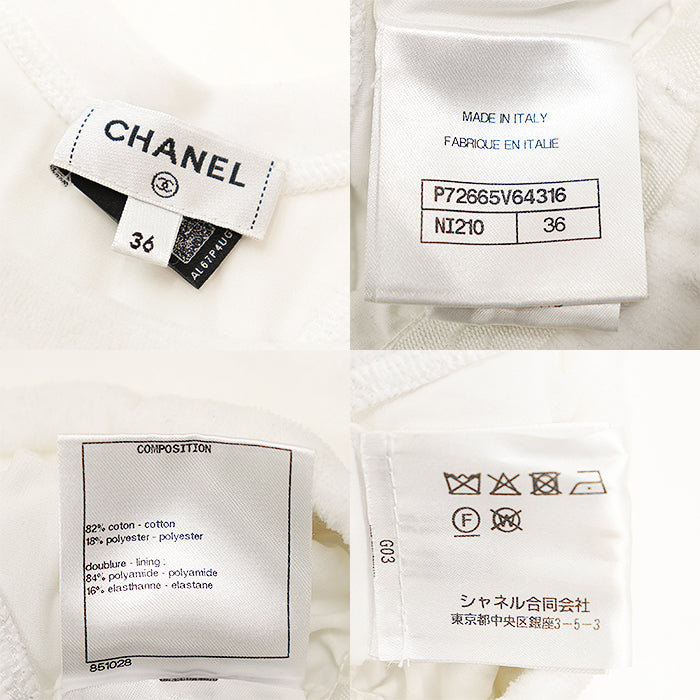 CHANEL
36
AL67P4UG
MADE IN ITALY
FABRIQUE EN ITALIE
P72665V64316
NI210 36
COMPOSITION
82% coton - cotton
18% polyester - polyester
doublure - lining :
84% polyamide - polyamide
16% elasthanne - elastane
851028
F W
G03
シャネル合同会社
東京都中央区銀座3-5-3